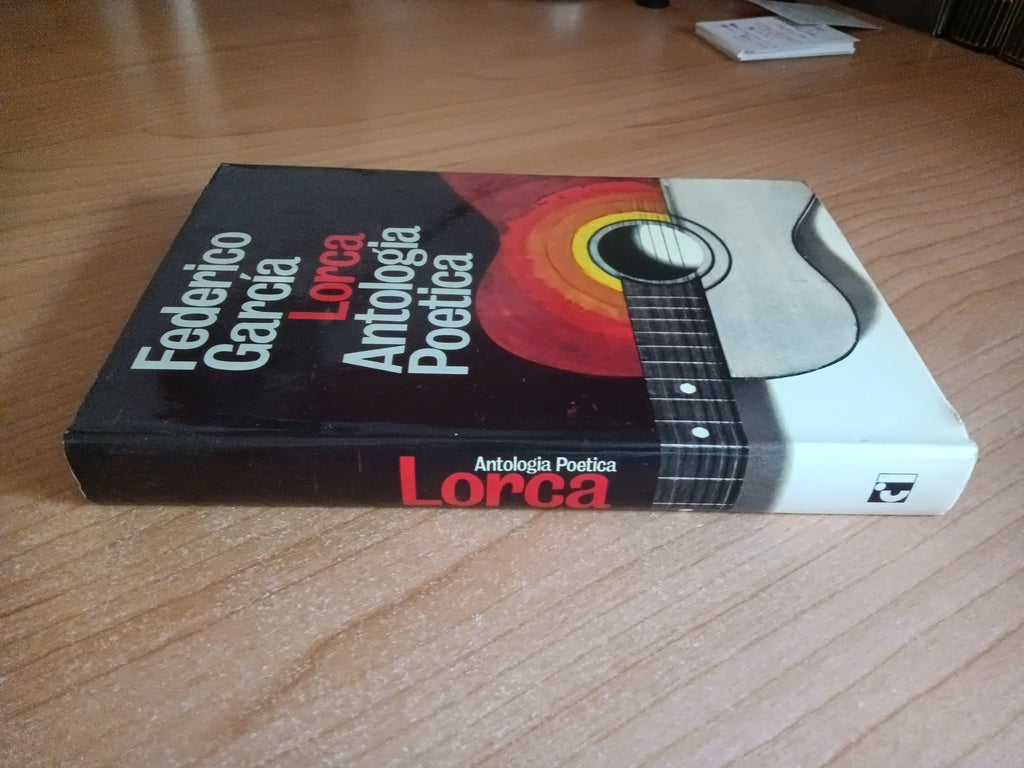 Federico
García
Lorca
Antologia
Poetica
Antologia Poetica
Lorca